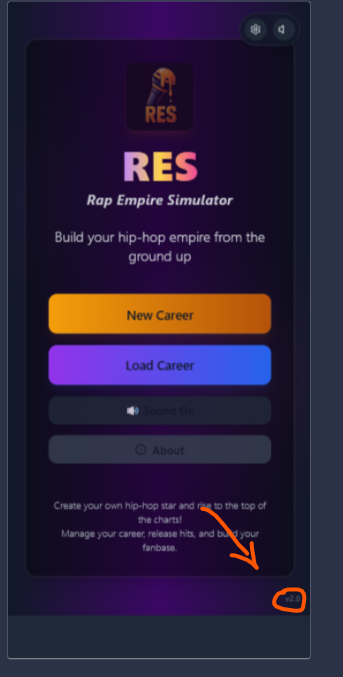 RES
RES
Rap Empire Simulator
Build your hip-hop empire from the
ground up
New Career
Load Career
Sound On
About
Create your own hip-hop star and rise to the top of
the charts!
Manage your career, release hits, and build your
fanbase.
v2.0